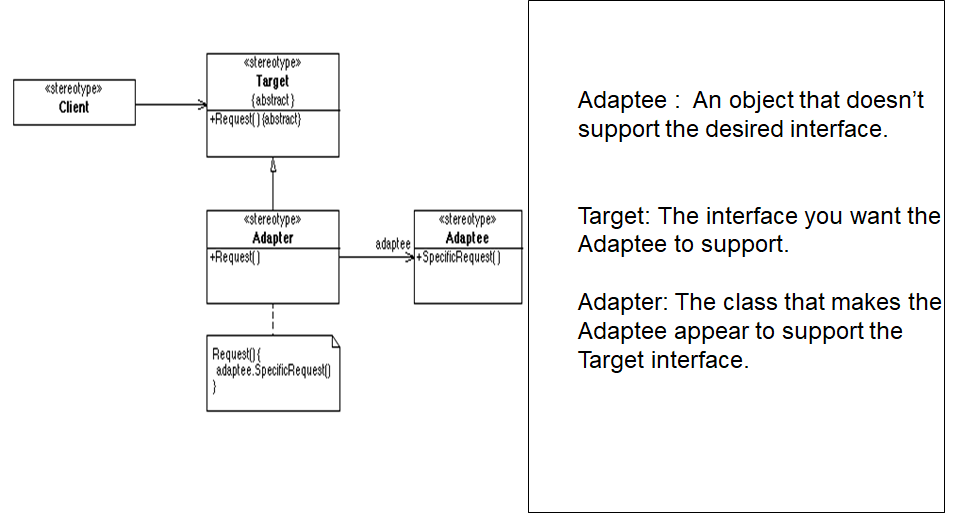 «stereotype»
Client
«stereotype»
Target
{abstract}
+Request() {abstract}
«stereotype»
Adapter
+Request()
adaptee
«stereotype»
Adaptee
+SpecificRequest()
Request(){
adaptee.SpecificRequest()
}
Adaptee :  An object that doesn’t
support the desired interface.
Target: The interface you want the
Adaptee to support.
Adapter: The class that makes the
Adaptee appear to support the
Target interface.